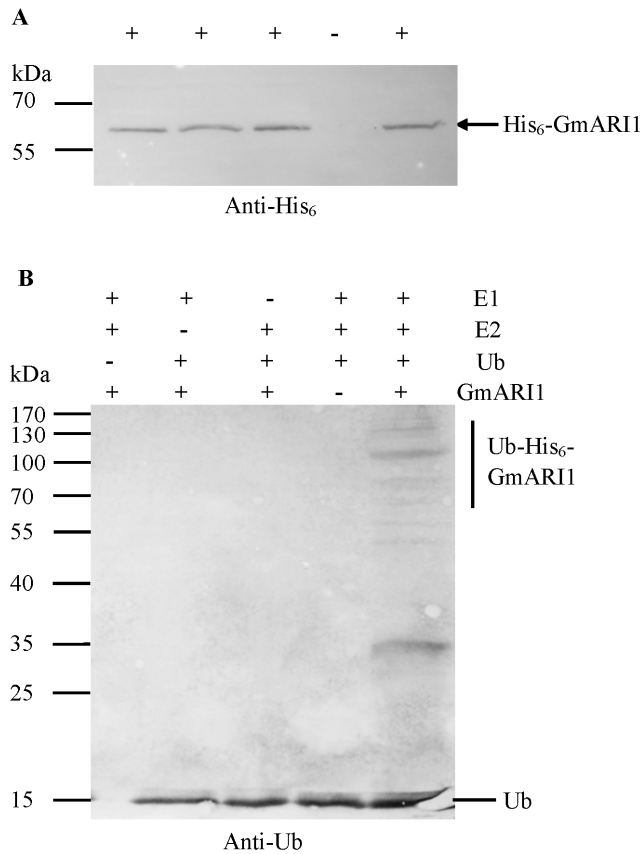 A
+ + + - +
kDa
70
55
His6-GmARI1
Anti-His6
B
+ + - + + E1
+ - + + + E2
- + + + + Ub
+ + + - + GmARI1
kDa
170
130
100
70
55
40
35
25
15
Ub-His6-
GmARI1
Ub
Anti-Ub